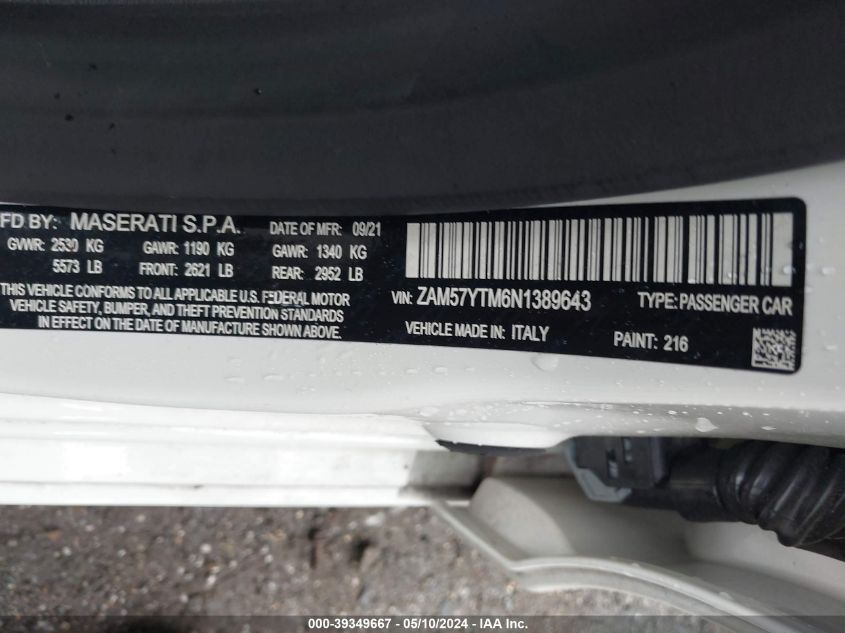 FD BY: MASERATI S.P.A. DATE OF MFR: 09/21
GVWR: 2530 KG GAWR: 1190 KG GAWR: 1340 KG
5573 LB FRONT: 2621 LB REAR: 2952 LB
THIS VEHICLE CONFORMS TO ALL APPLICABLE U.S. FEDERAL MOTOR
VEHICLE SAFETY, BUMPER, AND THEFT PREVENTION STANDARDS
IN EFFECT ON THE DATE OF MANUFACTURE SHOWN ABOVE.
VIN: ZAM57YTM6N1389643 TYPE: PASSENGER CAR
VEHICLE MADE IN: ITALY PAINT: 216
000-39349667 - 05/10/2024 - IAA Inc.